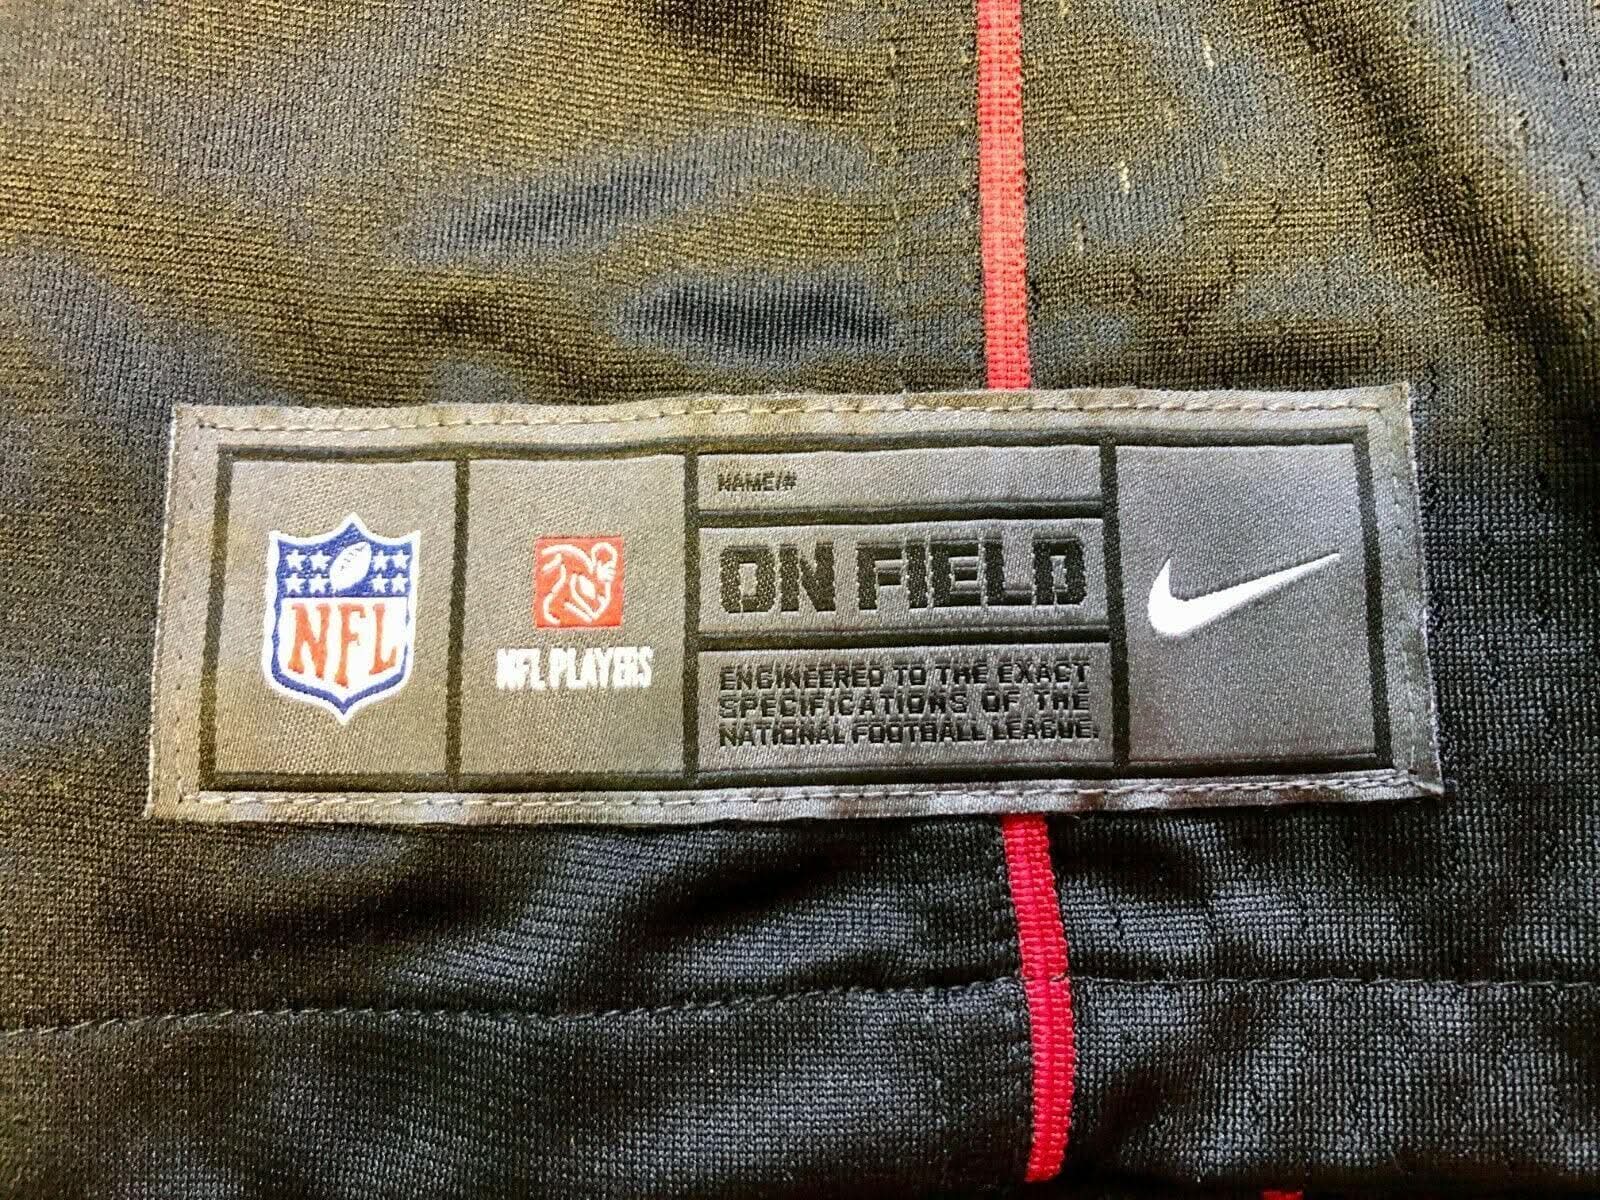 NFL
NFL PLAYERS
NAME/#
ON FIELD
ENGINEERED TO THE EXACT
SPECIFICATIONS OF THE
NATIONAL FOOTBALL LEAGUE.